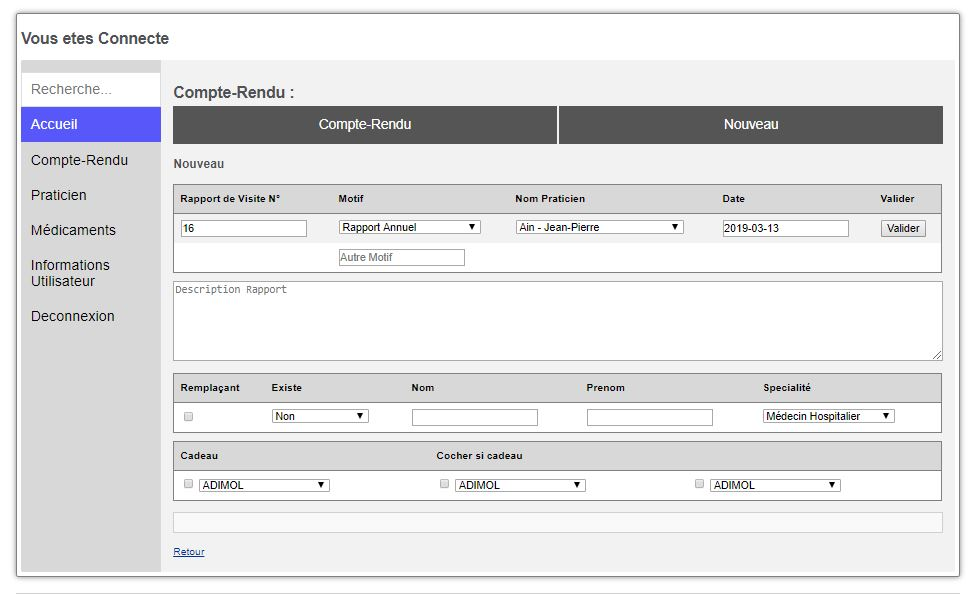 Vous etes Connecte
Recherche...
Accueil
Compte-Rendu
Praticien
Médicaments
Informations
Utilisateur
Deconnexion
Compte-Rendu :
Compte-Rendu Nouveau
Nouveau
Rapport de Visite N° Motif Nom Praticien Date Valider
16 Rapport Annuel Ain - Jean-Pierre 2019-03-13 Valider
Autre Motif
Description Rapport
Remplaçant Existe Nom Prenom Specialité
Non Médecin Hospitalier
Cadeau Cocher si cadeau
ADIMOL ADIMOL ADIMOL
Retour